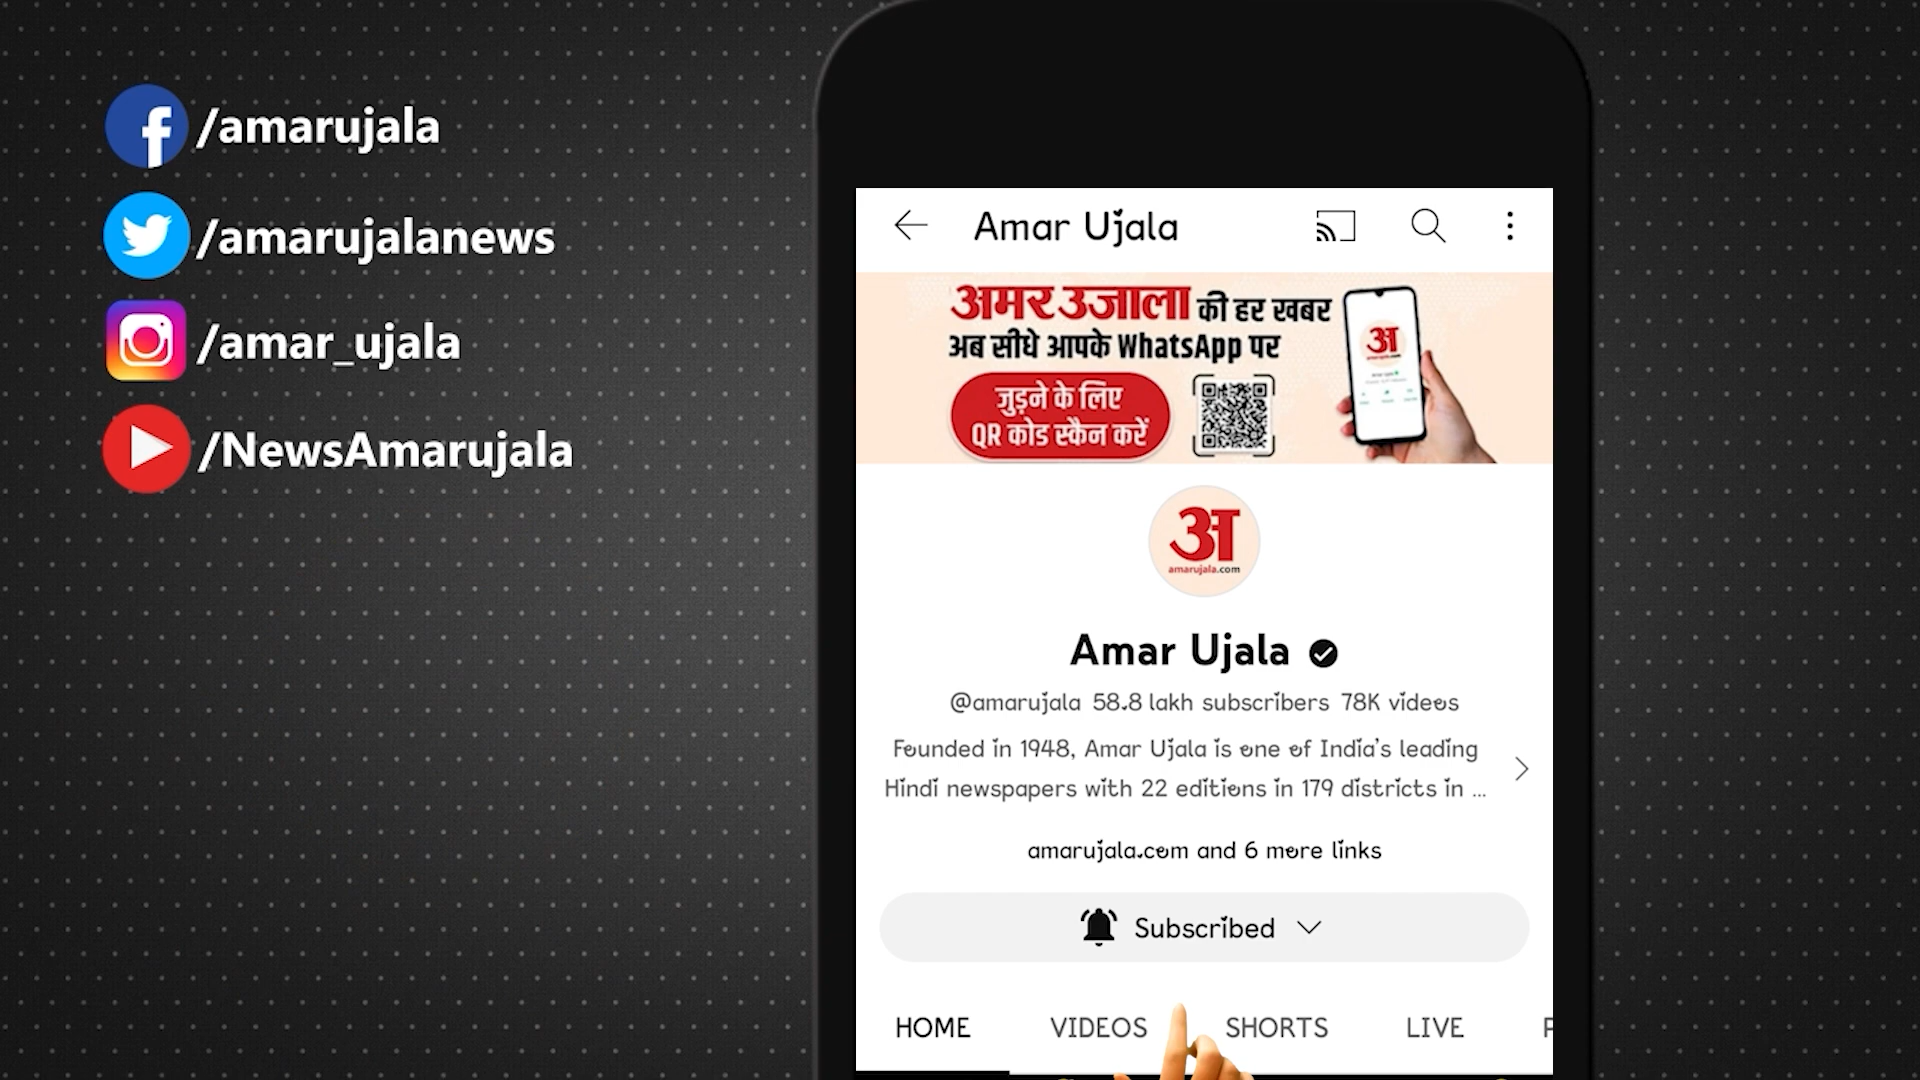 /amarujala
/amarujalanews
/amar_ujala
/NewsAmarujala
Amar Ujala
अमर उजाला की हर खबर
अब सीधे आपके WhatsApp पर
जुड़ने के लिए
QR कोड स्कैन करें
अ
अ
amarujala.com
Amar Ujala
@amarujala 58.8 lakh subscribers 78K videos
Founded in 1948, Amar Ujala is one of India's leading
Hindi newspapers with 22 editions in 179 districts in ...
amarujala.com and 6 more links
Subscribed
HOME VIDEOS SHORTS LIVE